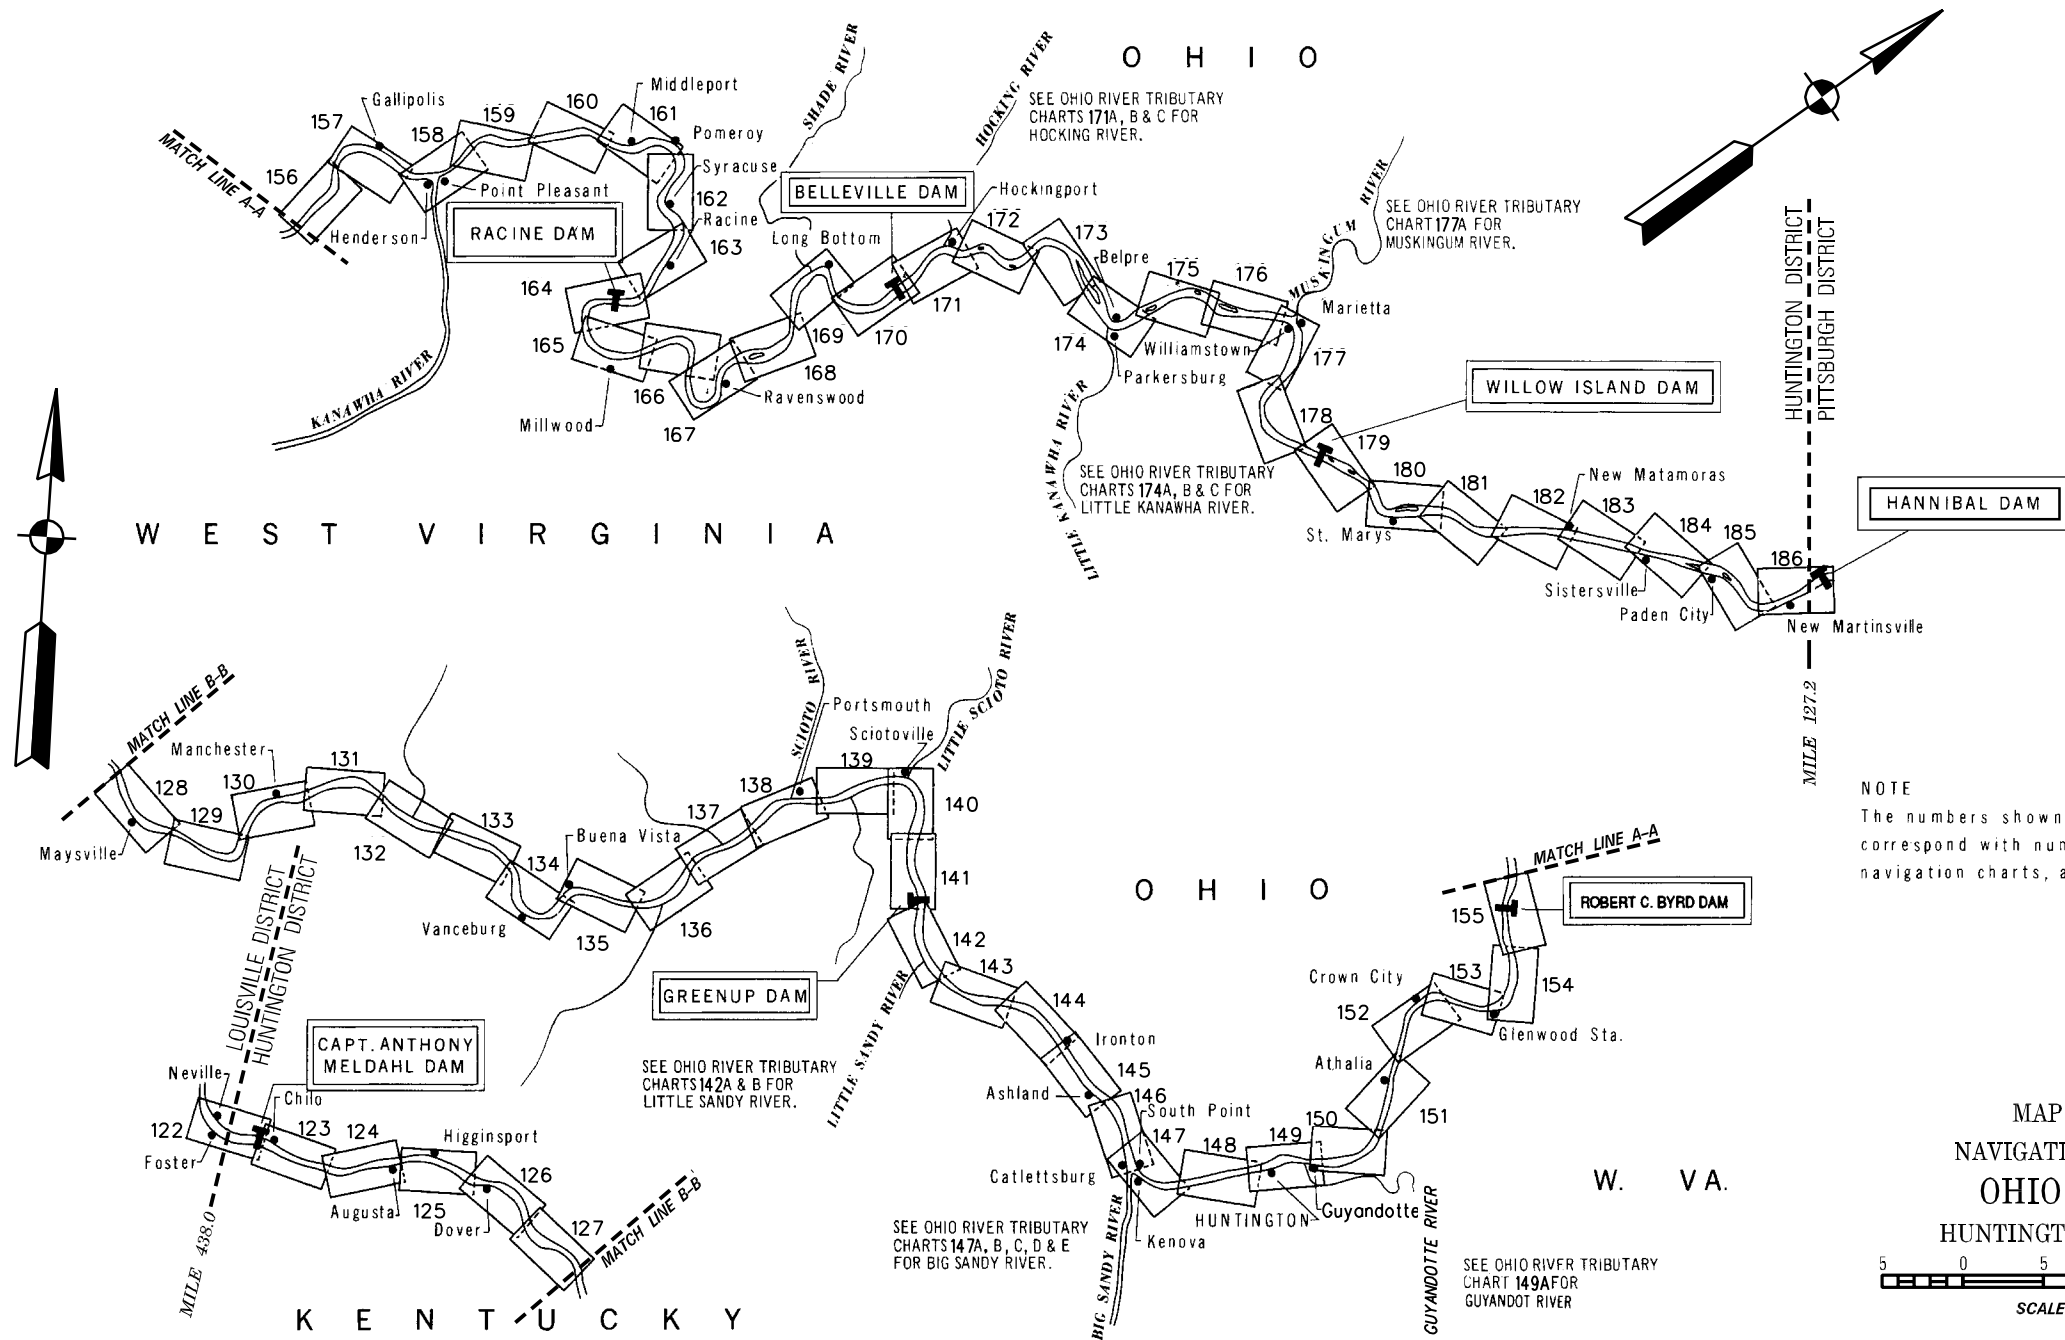 OHIO
SHADE RIVER
HOCKING RIVER
SEE OHIO RIVER TRIBUTARY
CHARTS 171A, B & C FOR
HOCKING RIVER.
Middleport
Gallipolis
157
158
159
160
161
Pomeroy
Syracuse
MATCH LINE A-A
156
Point Pleasant
162
Racine
Henderson
RACINE DAM
163
BELLEVILLE DAM
Hockingport
Long Bottom
172
173
Belpre
175
176
MUSKINGUM RIVER
SEE OHIO RIVER TRIBUTARY
CHART 177A FOR
MUSKINGUM RIVER.
HUNTINGTON DISTRICT
PITTSBURGH DISTRICT
164
165
166
167
168
169
170
171
174
Marietta
Williamstown
177
Parkersburg
Ravenswood
Millwood
KANAWHA RIVER
WILLOW ISLAND DAM
178
179
LITTLE KANAWHA RIVER
SEE OHIO RIVER TRIBUTARY
CHARTS 174A, B & C FOR
LITTLE KANAWHA RIVER.
180
181
New Matamoras
182
183
184
185
186
HANNIBAL DAM
St. Marys
Sistersville
Paden City
New Martinsville
MILE 127.2
WEST VIRGINIA
MATCH LINE B-B
SCIOTO RIVER
LITTLE SCIOTO RIVER
Portsmouth
Sciotoville
Manchester
128
129
130
131
132
133
134
135
136
137
138
139
140
141
Maysville
Buena Vista
Vanceburg
LOUISVILLE DISTRICT
HUNTINGTON DISTRICT
GREENUP DAM
LITTLE SANDY RIVER
142
143
144
SEE OHIO RIVER TRIBUTARY
CHARTS 142A & B FOR
LITTLE SANDY RIVER.
OHIO
MATCH LINE A-A
ROBERT C. BYRD DAM
155
154
153
152
Crown City
Glenwood Sta.
Athalia
151
NOTE
The numbers shown
correspond with nu
navigation charts, a
CAPT. ANTHONY
MELDAHL DAM
Neville
Chilo
122
Foster
123
124
Higginsport
126
Augusta
125
Dover
127
MATCH LINE B-B
MILE 438.0
Ironton
145
Ashland
146
South Point
147
148
149
150
Catlettsburg
HUNTINGTON
Guyandotte
Kenova
BIG SANDY RIVER
SEE OHIO RIVER TRIBUTARY
CHARTS 147A, B, C, D & E
FOR BIG SANDY RIVER.
GUYANDOTTE RIVER
SEE OHIO RIVER TRIBUTARY
CHART 149A FOR
GUYANDOT RIVER
W. VA.
KENTUCKY
MAP
NAVIGATI
OHIO
HUNTINGT
5 0 5
SCALE